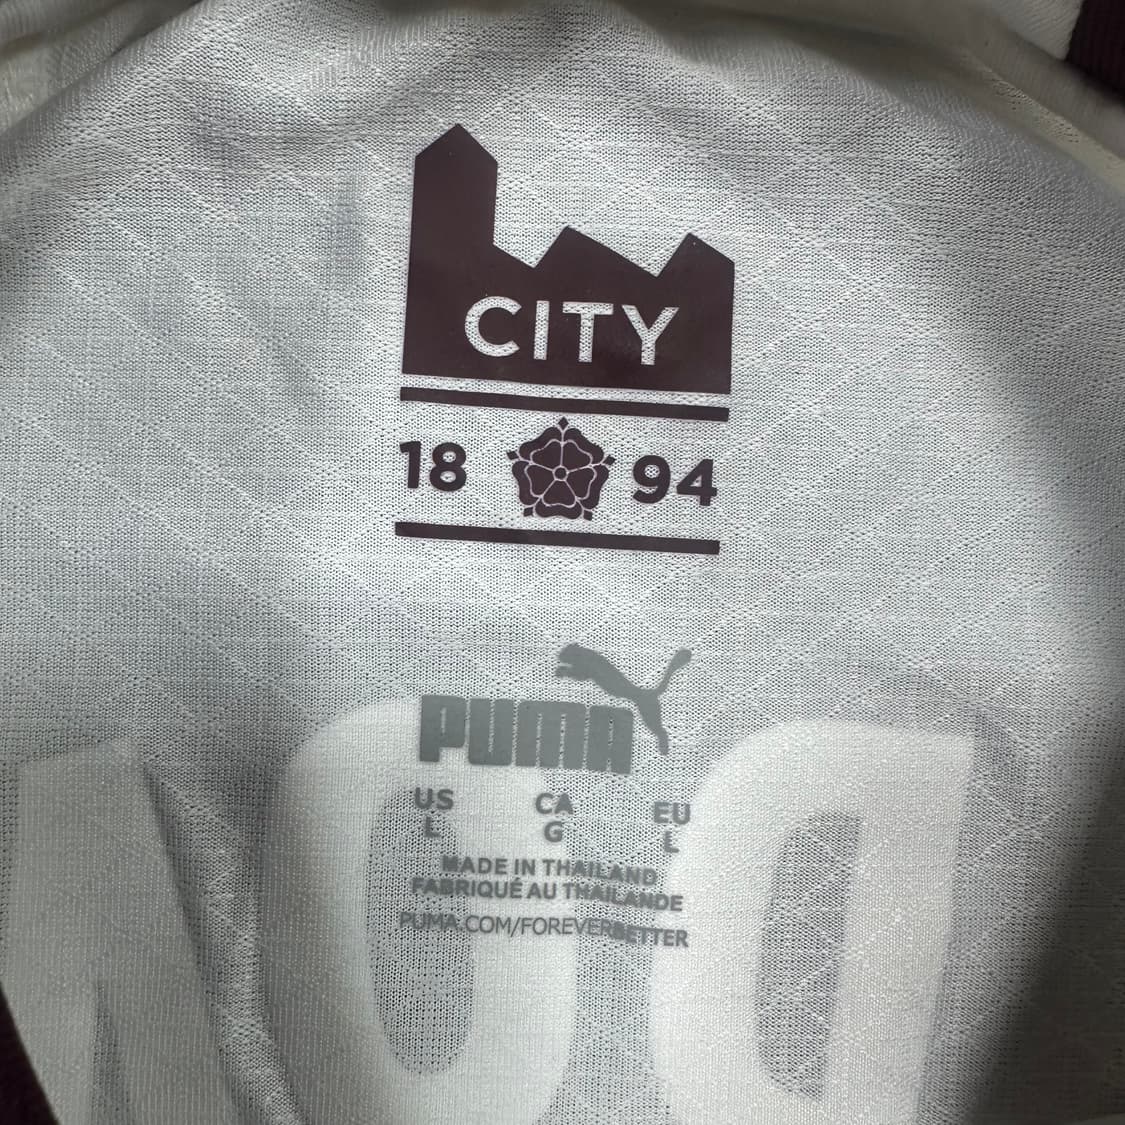 CITY
18 94
PUMA
US CA EU
L G L
MADE IN THAILAND
FABRIQUÉ AU THAILANDE
PUMA.COM/FOREVERBETTER